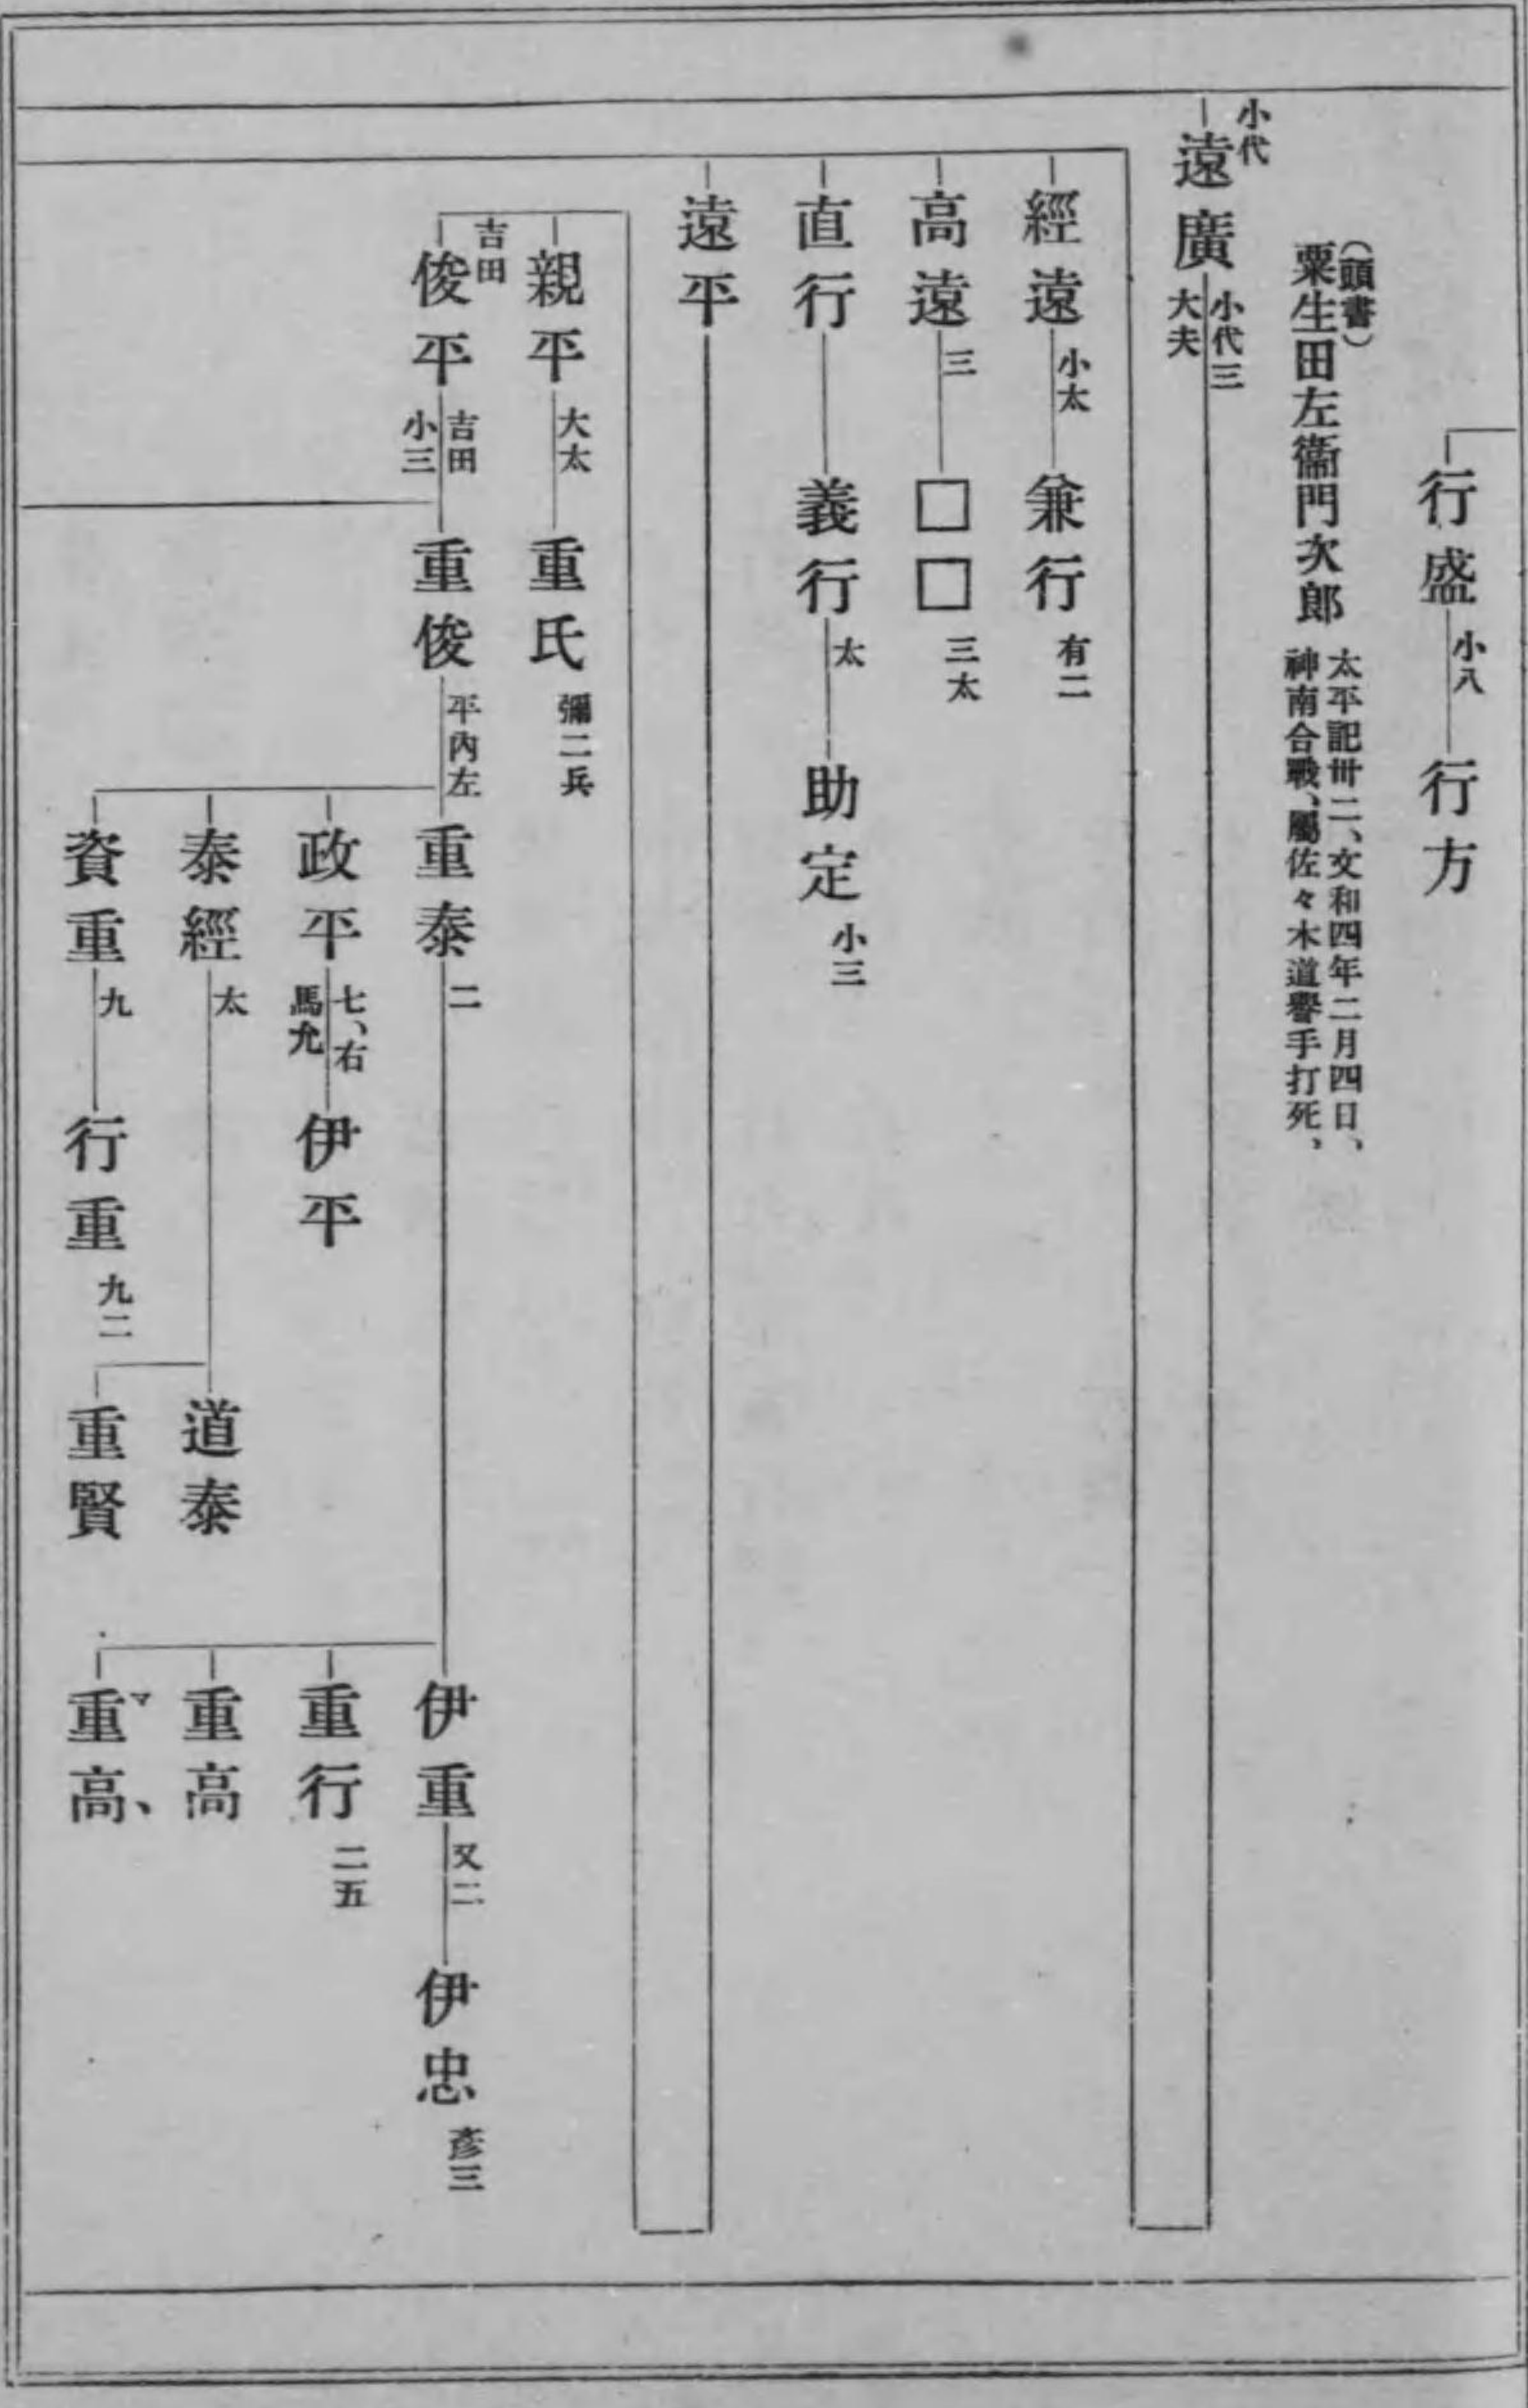 行盛
小八
行方
(頭書)
粟生田左衞門次郎
太平記卅二、文和四年二月四日、
神南合戰、屬佐々木道譽手打死、
小代
遠廣
小代三
大夫
經遠
小太
兼行
有二
高遠
三
□□
三太
直行
義行
太
助定
小三
遠平
親平
大太
重氏
彌二兵
吉田
俊平
吉田
小三
重俊
平內左
重泰
二
伊重
又二
伊忠
彥三
重行
二五
重高
重高
マ、
政平
七、右
馬允
伊平
泰經
太
道泰
重賢
資重
九
行重
九二